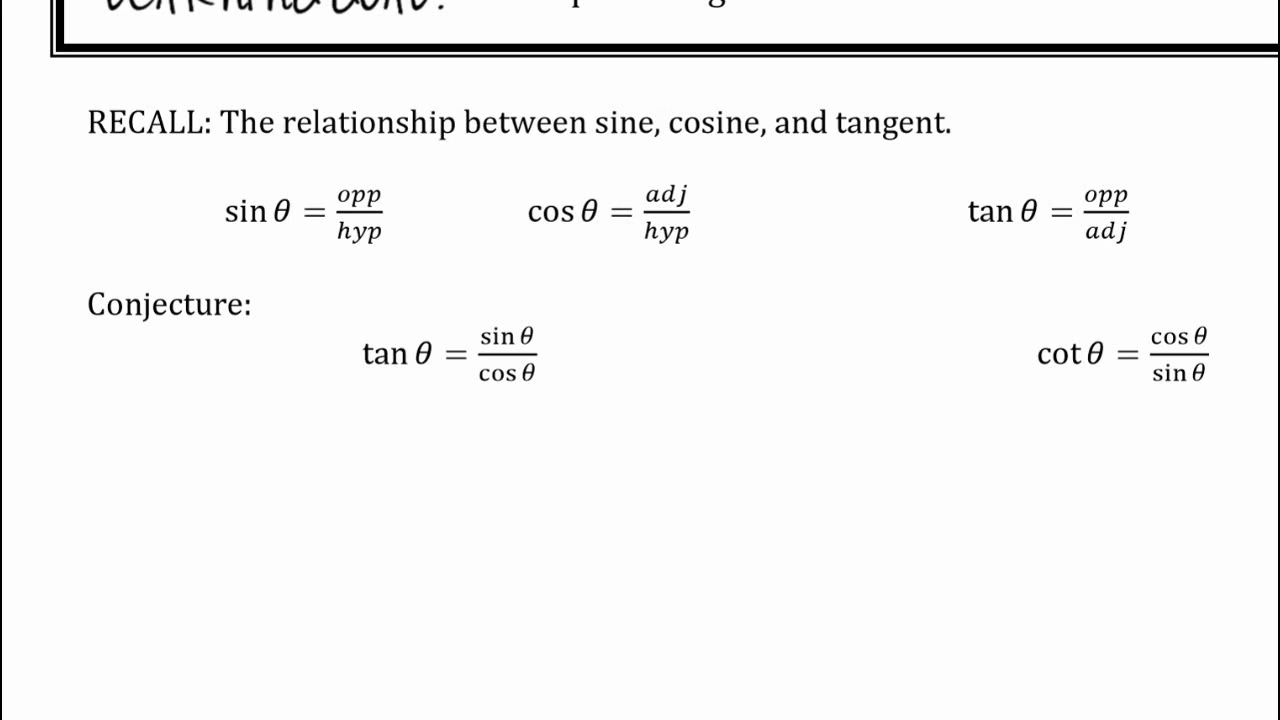 RECALL: The relationship between sine, cosine, and tangent.
sin θ = opp/hyp cos θ = adj/hyp tan θ = opp/adj
Conjecture:
tan θ = sin θ/cos θ cot θ = cos θ/sin θ